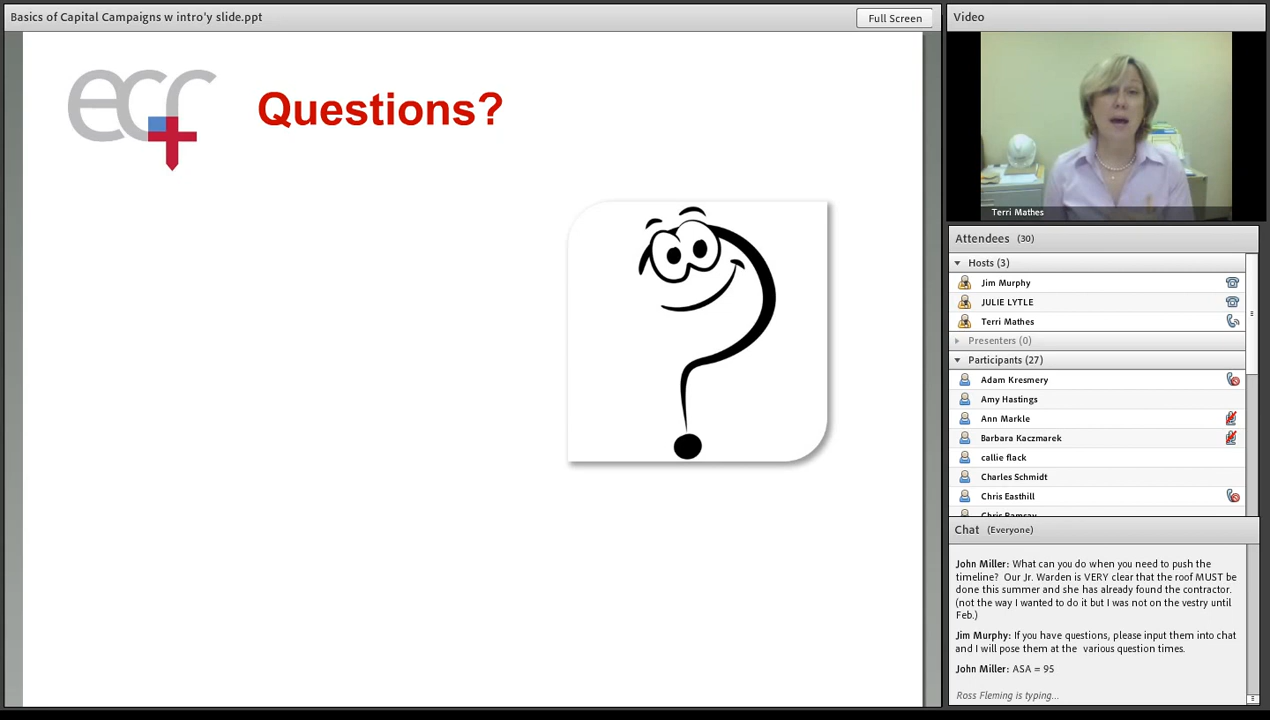 Basics of Capital Campaigns w intro'y slide.ppt
Full Screen
ecf
Questions?
Video
Terri Mathes
Attendees (30)
Hosts (3)
Jim Murphy
JULIE LYTLE
Terri Mathes
Presenters (0)
Participants (27)
Adam Kresmery
Amy Hastings
Ann Markle
Barbara Kaczmarek
callie flack
Charles Schmidt
Chris Easthill
Chris Ramsay
Chat (Everyone)
John Miller: What can you do when you need to push the
timeline? Our Jr. Warden is VERY clear that the roof MUST be
done this summer and she has already found the contractor.
(not the way I wanted to do it but I was not on the vestry until
Feb.)
Jim Murphy: If you have questions, please input them into chat
and I will pose them at the various question times.
John Miller: ASA = 95
Ross Fleming is typing...